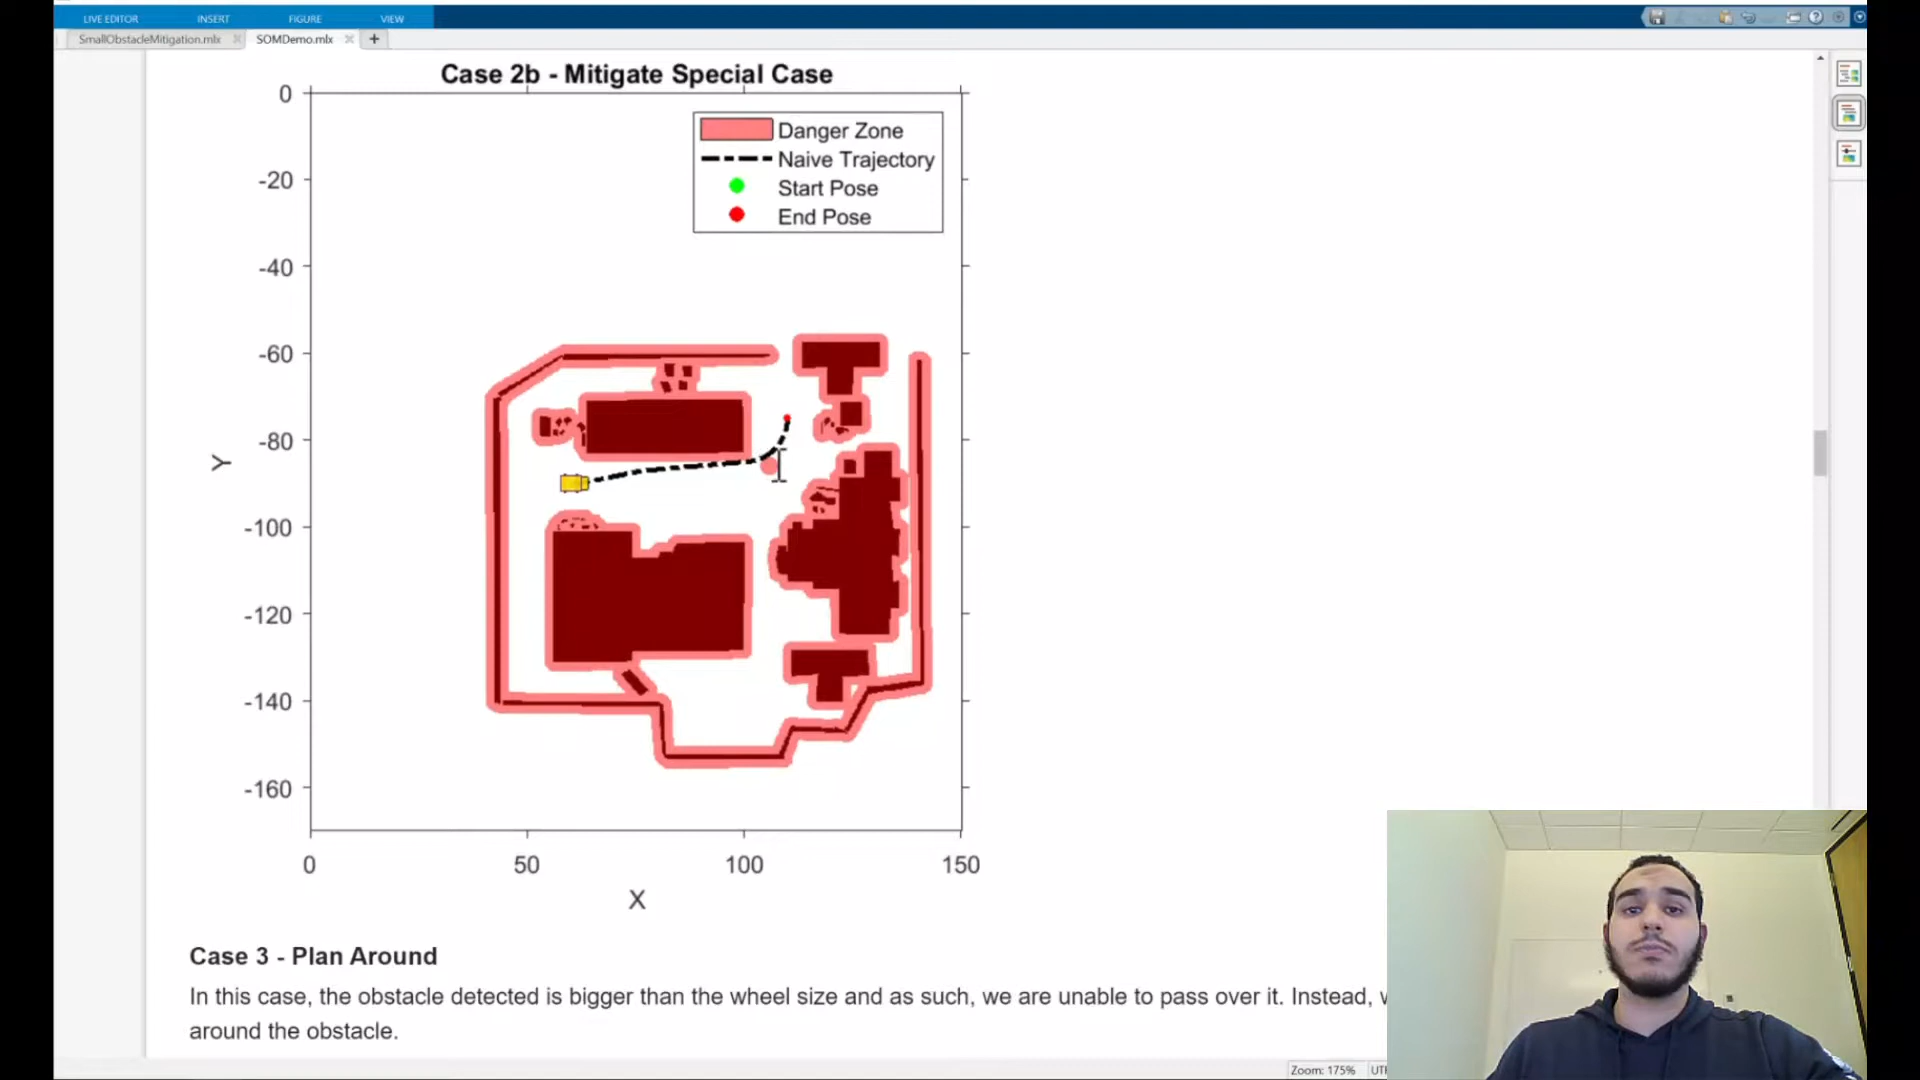 LIVE EDITOR INSERT FIGURE VIEW
SmallObstacleMitigation.mlx SOMDemo.mlx
Case 2b - Mitigate Special Case
Danger Zone
Naive Trajectory
Start Pose
End Pose
0
-20
-40
-60
-80
-100
-120
-140
-160
Y
0 50 100 150
X
Case 3 - Plan Around
In this case, the obstacle detected is bigger than the wheel size and as such, we are unable to pass over it. Instead,
around the obstacle.
Zoom: 175%